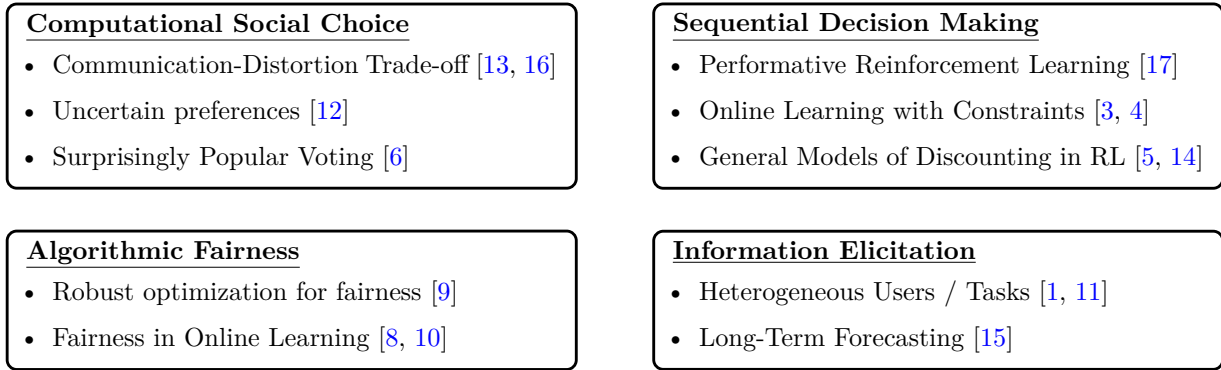 Computational Social Choice
• Communication-Distortion Trade-off [13, 16]
• Uncertain preferences [12]
• Surprisingly Popular Voting [6]
Sequential Decision Making
• Performative Reinforcement Learning [17]
• Online Learning with Constraints [3, 4]
• General Models of Discounting in RL [5, 14]
Algorithmic Fairness
• Robust optimization for fairness [9]
• Fairness in Online Learning [8, 10]
Information Elicitation
• Heterogeneous Users / Tasks [1, 11]
• Long-Term Forecasting [15]